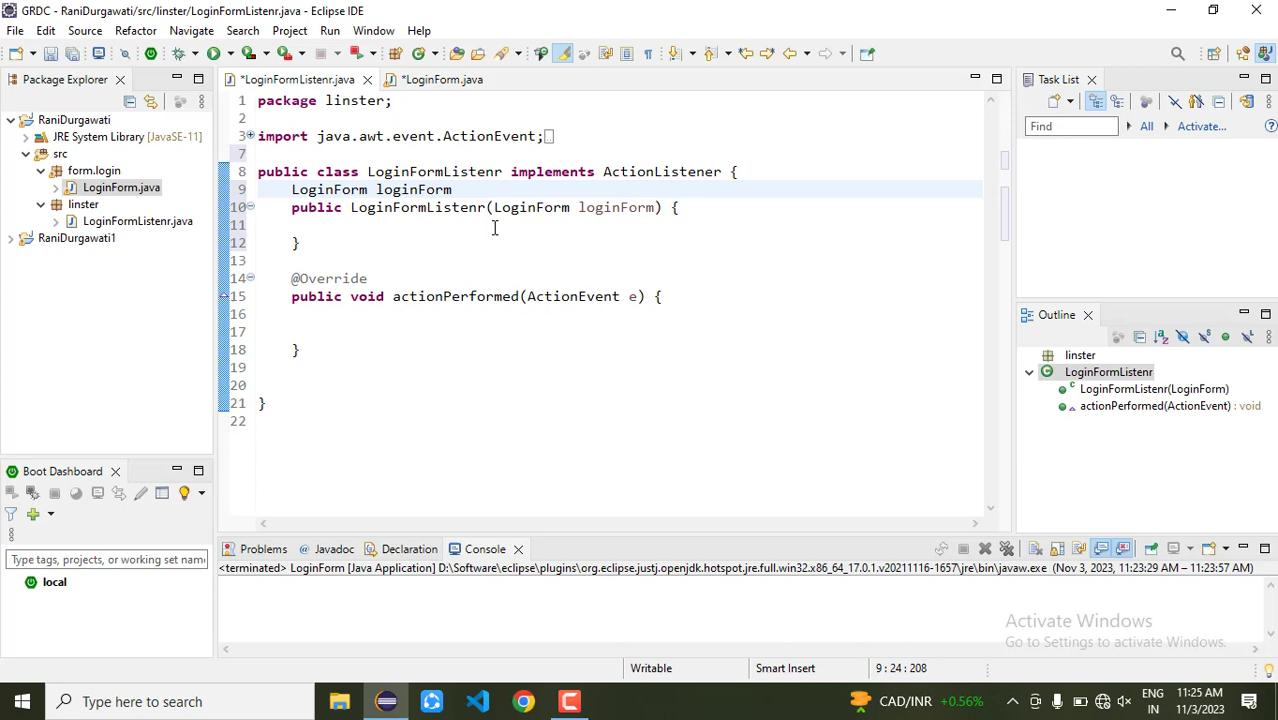 GRDC - RaniDurgawati/src/linster/LoginFormListenr.java - Eclipse IDE
File Edit Source Refactor Navigate Search Project Run Window Help
Package Explorer
RaniDurgawati
JRE System Library [JavaSE-11]
src
form.login
LoginForm.java
linster
LoginFormListenr.java
RaniDurgawati1
*LoginFormListenr.java
*LoginForm.java
1 package linster;
2
3 import java.awt.event.ActionEvent;
7
8 public class LoginFormListenr implements ActionListener {
9 LoginForm loginForm
10 public LoginFormListenr(LoginForm loginForm) {
11
12 }
13
14 @Override
15 public void actionPerformed(ActionEvent e) {
16
17
18 }
19
20
21 }
22
Task List
Find All Activate...
Outline
linster
LoginFormListenr
LoginFormListenr(LoginForm)
actionPerformed(ActionEvent) : void
Boot Dashboard
Type tags, projects, or working set name
local
Problems Javadoc Declaration Console
<terminated> LoginForm [Java Application] D:\Software\eclipse\plugins\org.eclipse.justj.openjdk.hotspot.jre.full.win32.x86_64_17.0.1.v20211116-1657\jre\bin\javaw.exe (Nov 3, 2023, 11:23:29 AM – 11:23:57 AM)
Activate Windows
Go to Settings to activate Windows.
Writable Smart Insert 9 : 24 : 208
Type here to search
CAD/INR +0.56%
ENG
IN
11:25 AM
11/3/2023